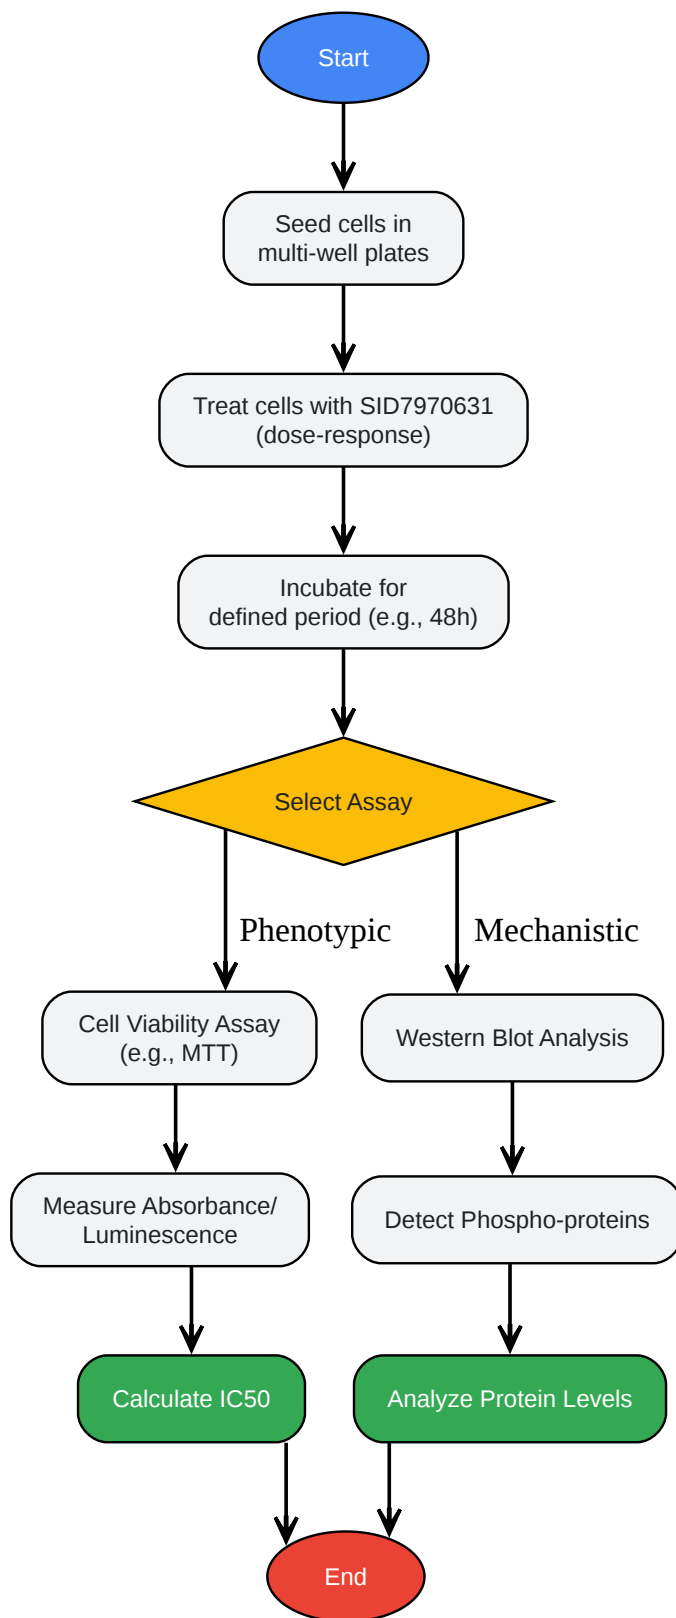 Start
Seed cells in
multi-well plates
Treat cells with SID7970631
(dose-response)
Incubate for
defined period (e.g., 48h)
Select Assay
Phenotypic
Mechanistic
Cell Viability Assay
(e.g., MTT)
Western Blot Analysis
Measure Absorbance/
Luminescence
Detect Phospho-proteins
Calculate IC50
Analyze Protein Levels
End